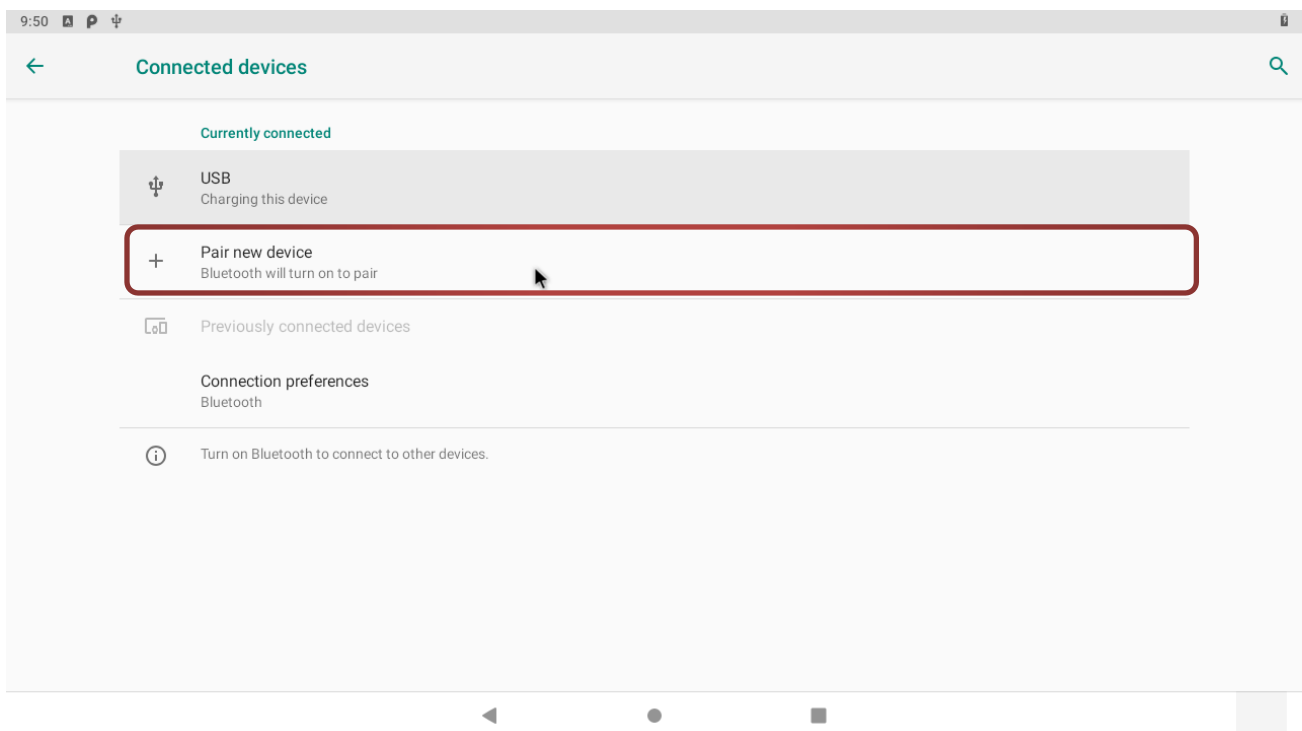 9:50
Connected devices
Currently connected
USB
Charging this device
Pair new device
Bluetooth will turn on to pair
Previously connected devices
Connection preferences
Bluetooth
Turn on Bluetooth to connect to other devices.